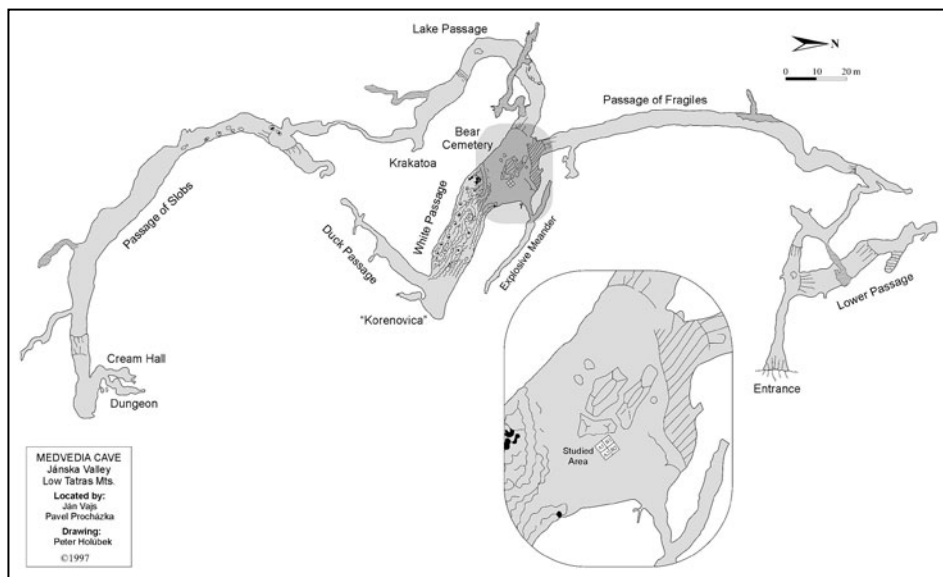 Lake Passage
N
0 10 20 m
Passage of Fragiles
Bear
Cemetery
Krakatoa
Passage of Slobs
White Passage
Duck Passage
Explosive Meander
Lower Passage
"Korenovica"
Cream Hall
Dungeon
Entrance
Studied
Area
MEDVEDIA CAVE
Jánska Valley
Low Tatras Mts.
Located by:
Ján Vajs
Pavel Procházka
Drawing:
Peter Holúbek
©1997